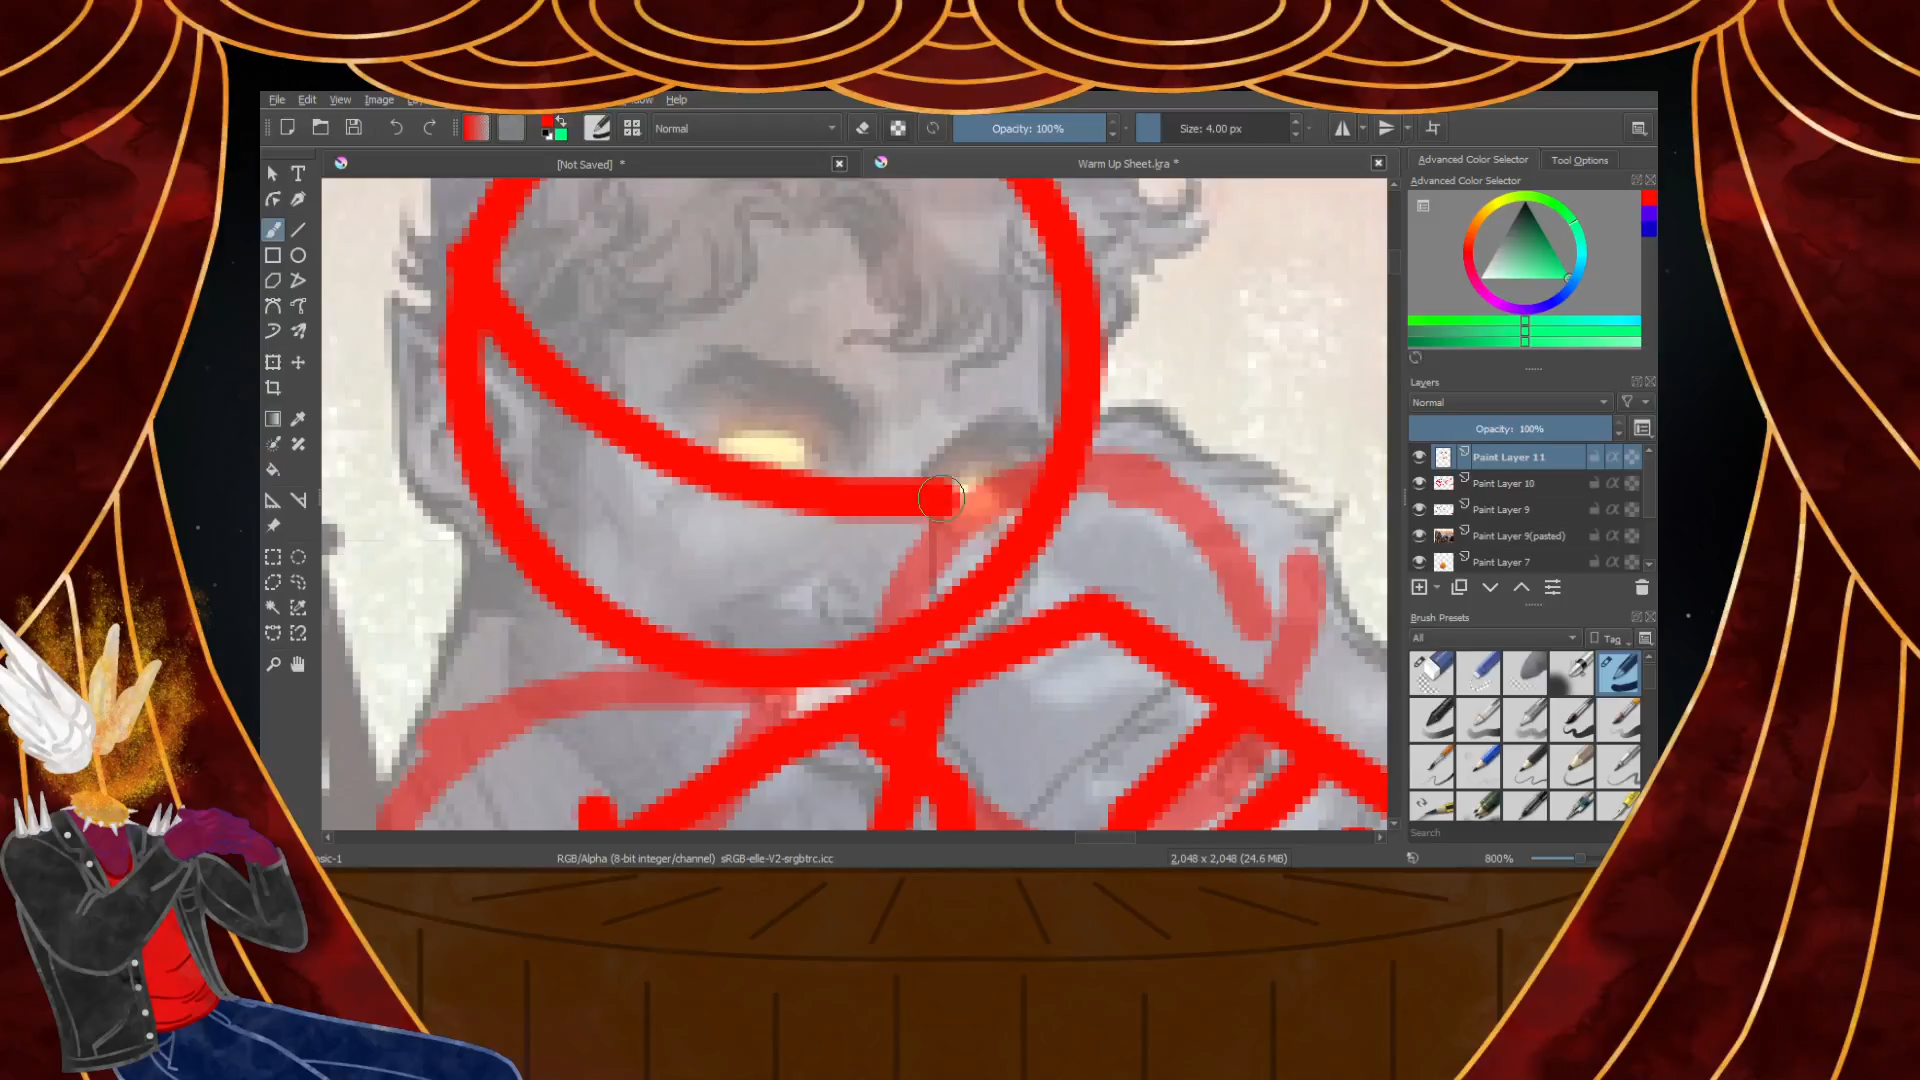 File Edit View Image Help
Normal
Opacity: 100%
Size: 4.00 px
[Not Saved] *
Warm Up Sheet.kra *
Advanced Color Selector
Tool Options
Advanced Color Selector
Layers
Normal
Opacity: 100%
Paint Layer 11
Paint Layer 10
Paint Layer 9
Paint Layer 9(pasted)
Paint Layer 7
Brush Presets
All
Tag
Search
RGB/Alpha (8-bit integer/channel) sRGB-elle-V2-srgbtrc.icc
2,048 x 2,048 (24.6 MiB)
800%